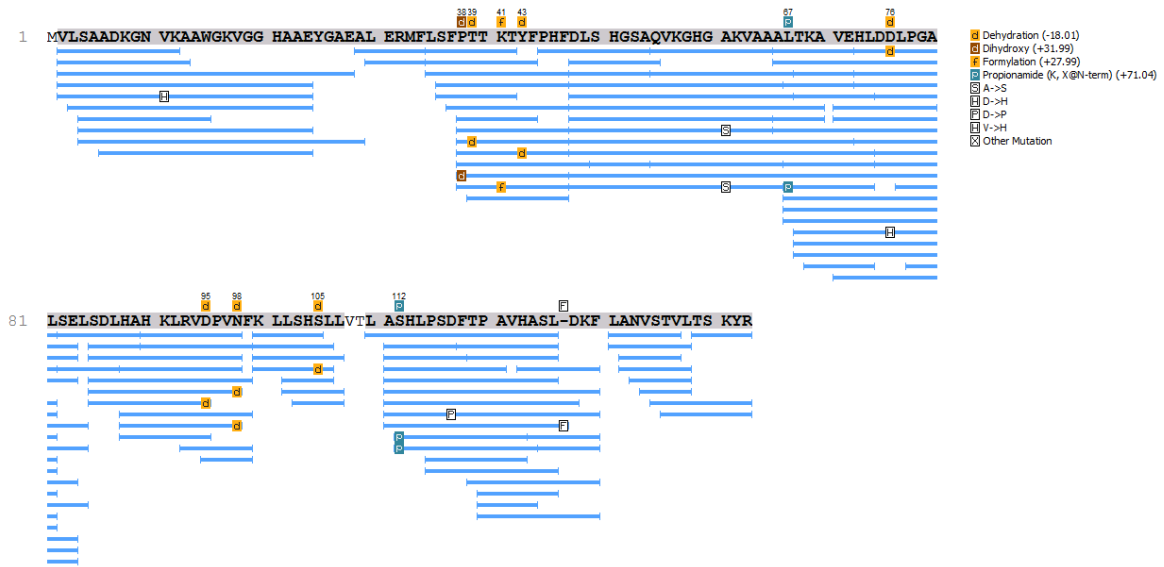 38 39 41 43 67 76
d d f d p d
1 MVLSAADKGN VKAAWGKVGG HAAEYGAEAL ERMFLSFPTT KTYFPHFDLS HGSAQVKGHG AKVAAALTKA VEHLDDLPGA
d
H
S
d
d
d
f S p
H
d Dehydration (-18.01)
d Dihydroxy (+31.99)
f Formylation (+27.99)
p Propionamide (K, X@N-term) (+71.04)
S A->S
H D->H
P D->P
H V->H
X Other Mutation
95 98 105 112
d d d p F
81 LSELSDLHAH KLRVDPVNFK LLSHSLLVTL ASHLPSDFTP AVHASL-DKF LANVSTVLTS KYR
d
d
d
P
d F
p
p